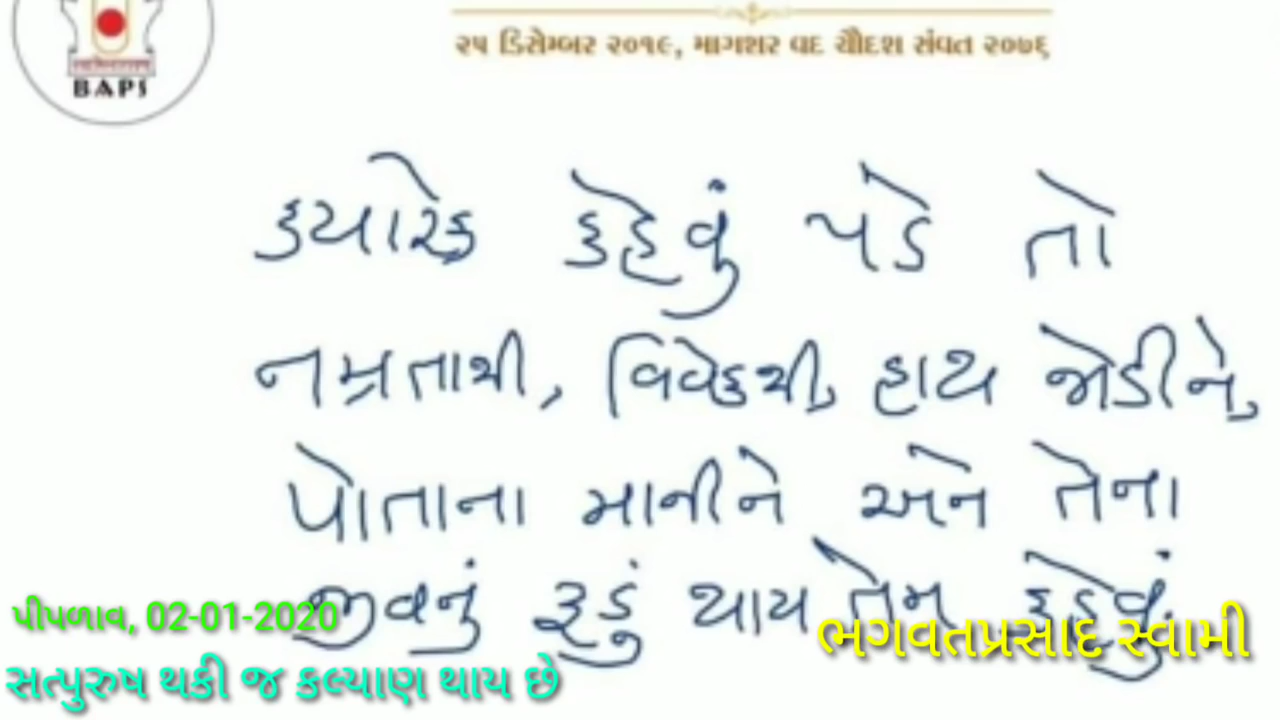 BAPS
૨૫ ડિસેમ્બર ૨૦૧૯, માગશર વદ ચૌદશ સંવત ૨૦૭૬
ક્યારેક કહેવું પડે તો
નમ્રતાથી, વિવેકથી, હાથ જોડીને,
પોતાના માનીને અને તેના
જીવનું રૂડું થાય તેમ કહેવું.
પીપળાવ, 02-01-2020
ભગવતપ્રસાદ સ્વામી
સત્પુરુષ થકી જ કલ્યાણ થાય છે